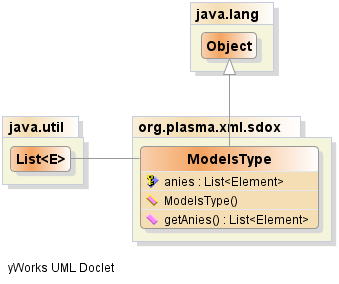 java.lang
Object
java.util
List<E>
org.plasma.xml.sdox
ModelsType
anies : List<Element>
ModelsType()
getAnies() : List<Element>
yWorks UML Doclet